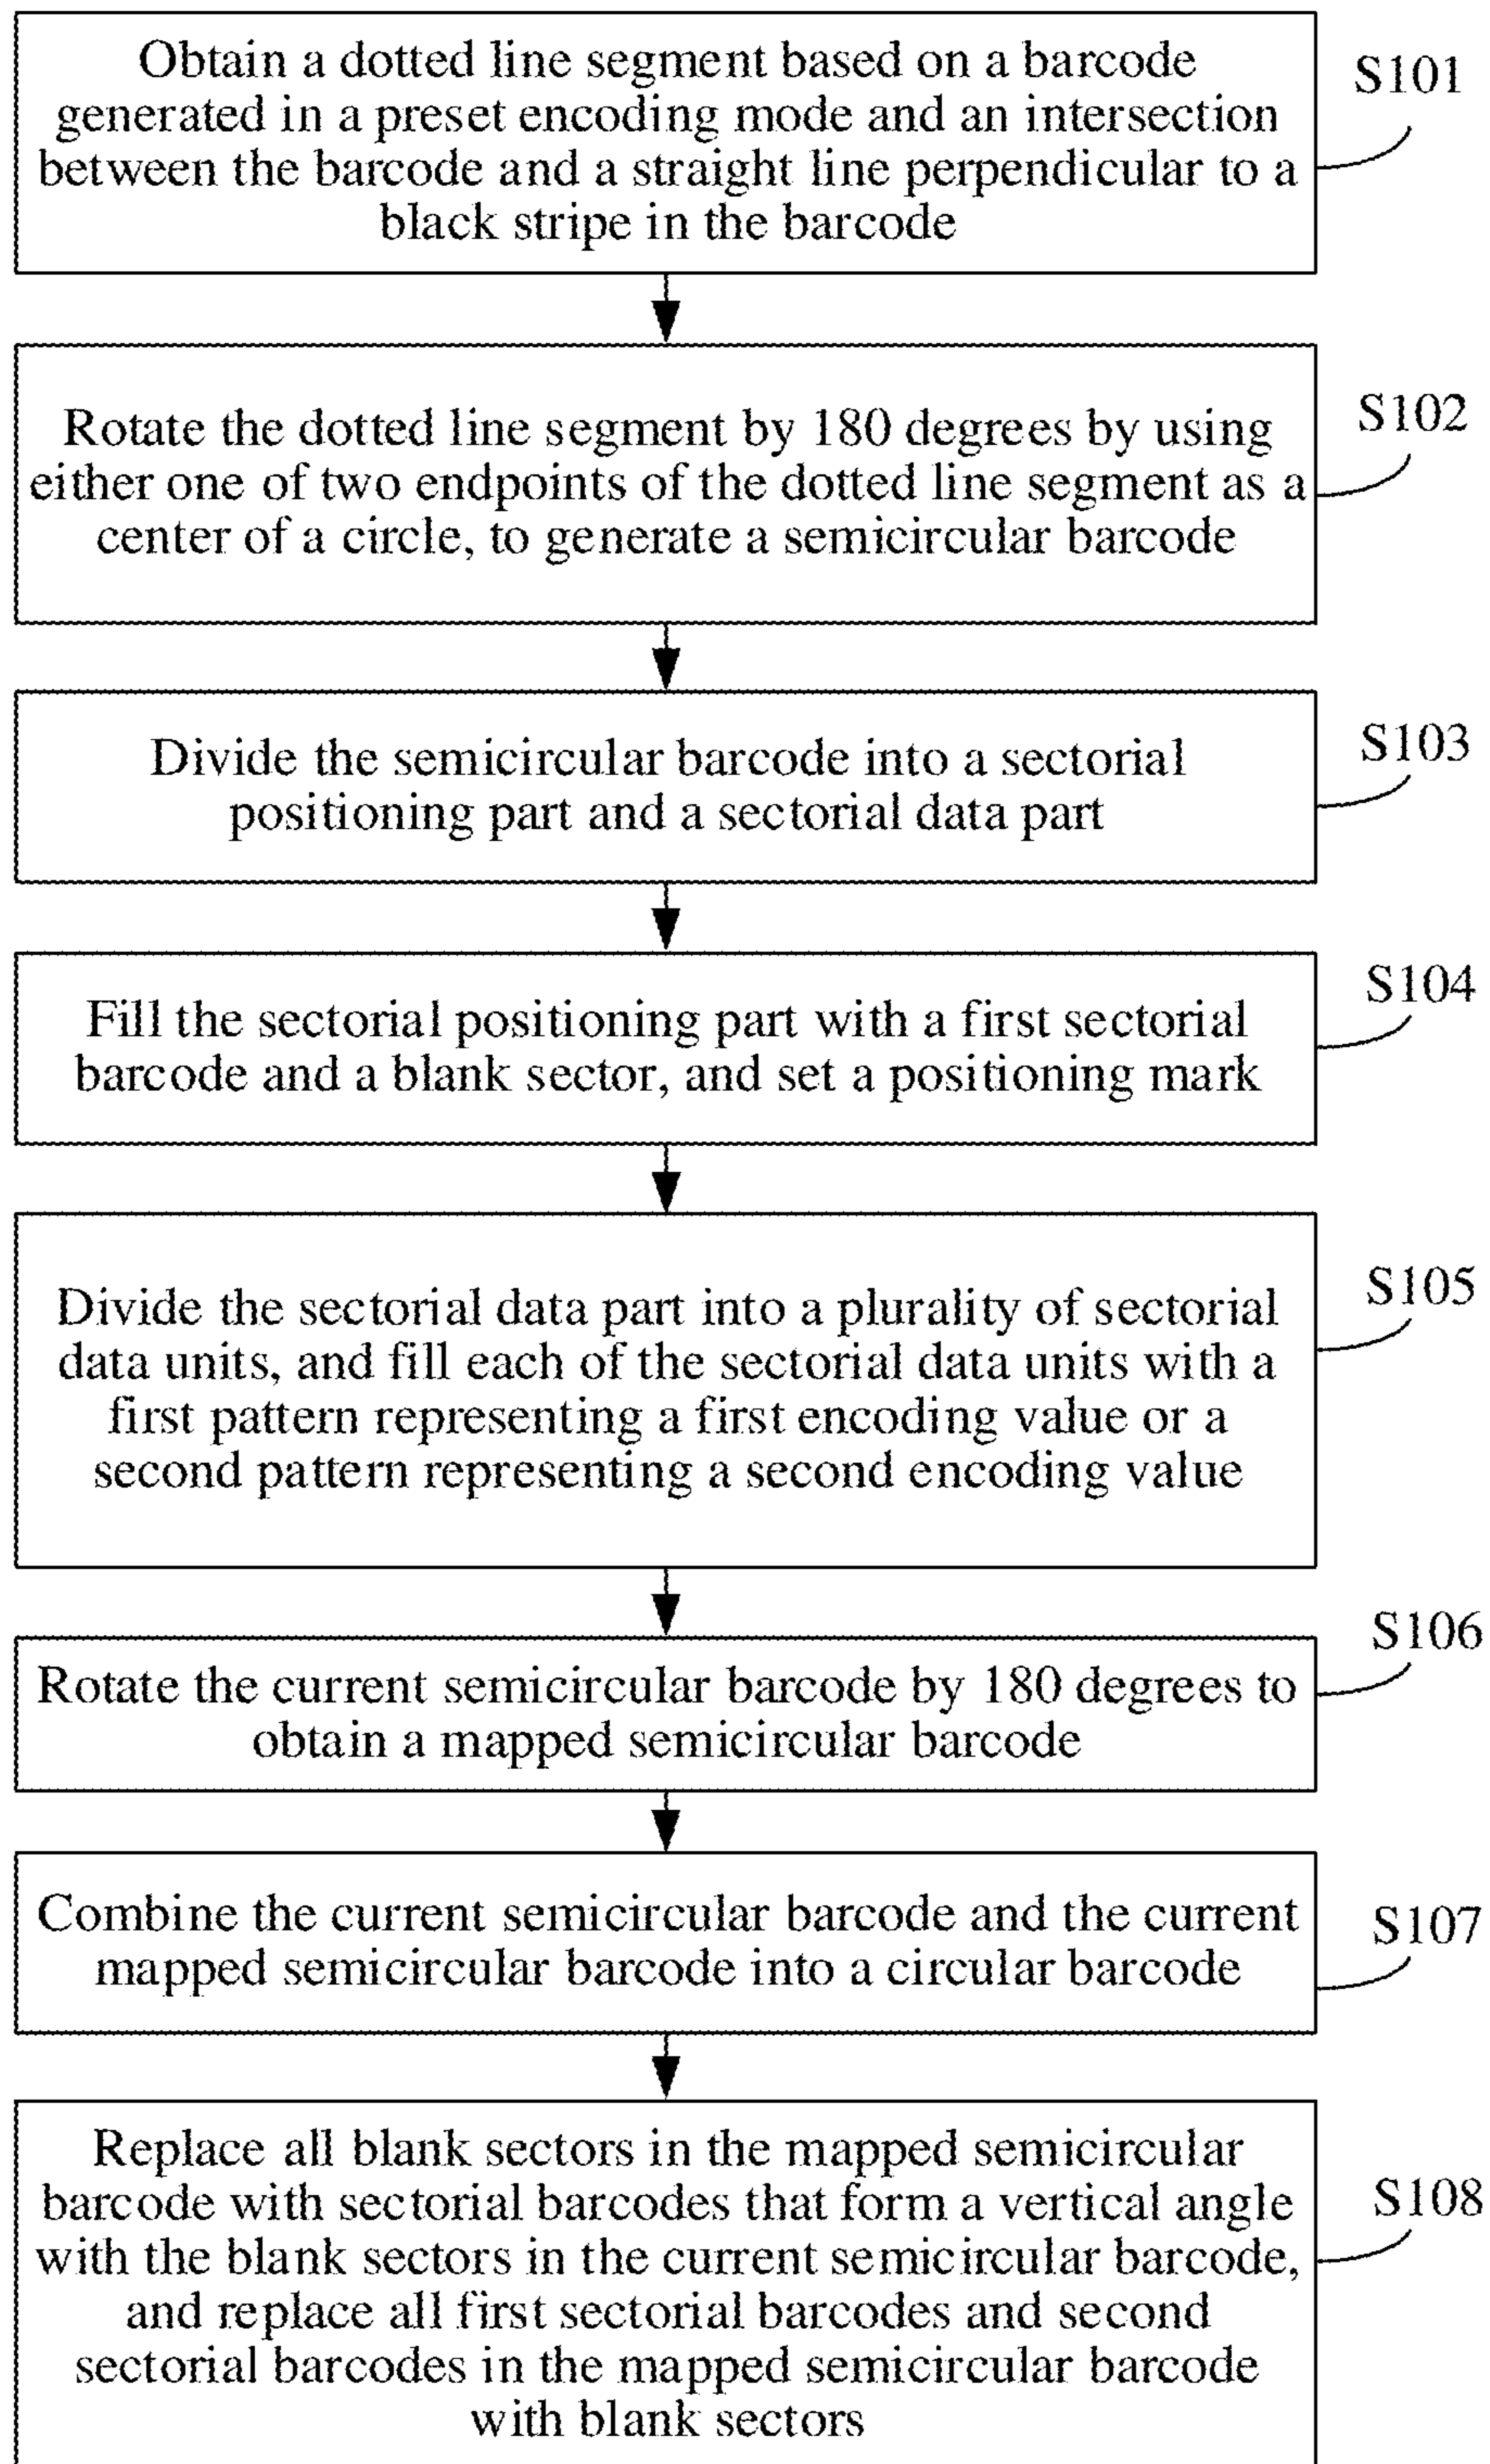 Obtain a dotted line segment based on a barcode
generated in a preset encoding mode and an intersection
between the barcode and a straight line perpendicular to a
black stripe in the barcode
S101
Rotate the dotted line segment by 180 degrees by using
either one of two endpoints of the dotted line segment as a
center of a circle, to generate a semicircular barcode
S102
Divide the semicircular barcode into a sectorial
positioning part and a sectorial data part
S103
Fill the sectorial positioning part with a first sectorial
barcode and a blank sector, and set a positioning mark
S104
Divide the sectorial data part into a plurality of sectorial
data units, and fill each of the sectorial data units with a
first pattern representing a first encoding value or a
second pattern representing a second encoding value
S105
Rotate the current semicircular barcode by 180 degrees to
obtain a mapped semicircular barcode
S106
Combine the current semicircular barcode and the current
mapped semicircular barcode into a circular barcode
S107
Replace all blank sectors in the mapped semicircular
barcode with sectorial barcodes that form a vertical angle
with the blank sectors in the current semicircular barcode,
and replace all first sectorial barcodes and second
sectorial barcodes in the mapped semicircular barcode
with blank sectors
S108